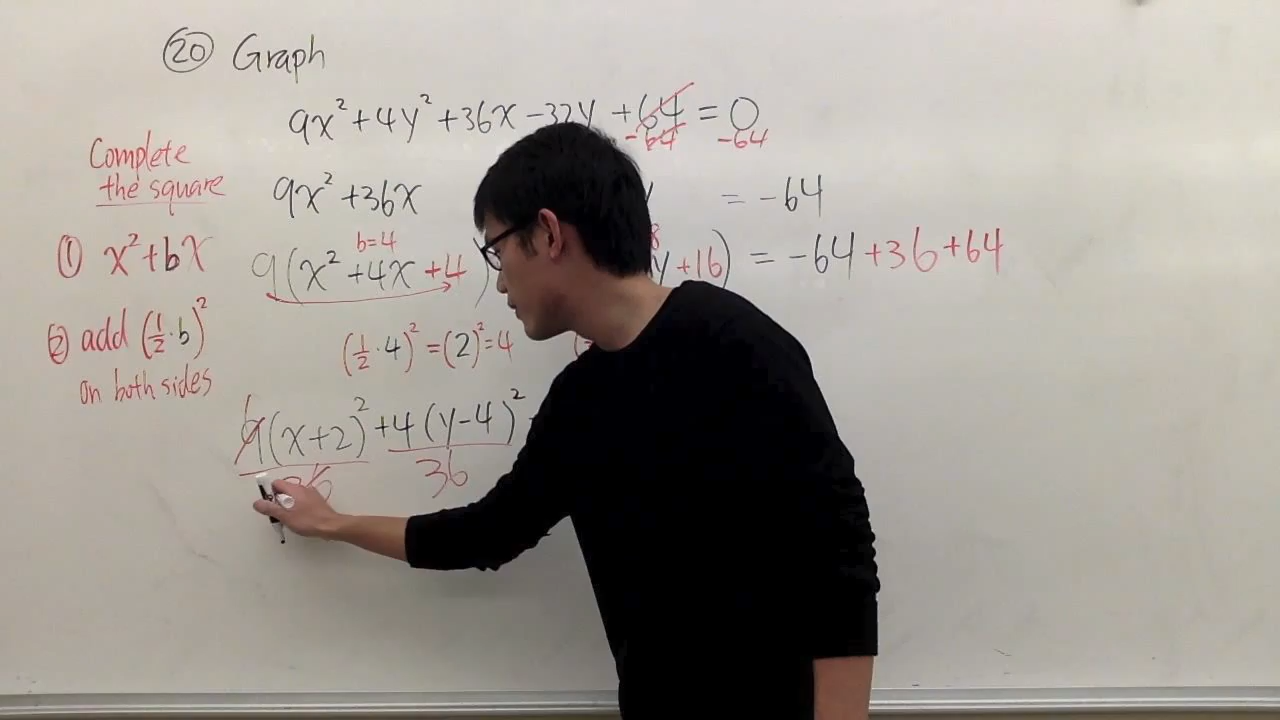 ⑳ Graph
9x² + 4y² + 36x - 32y + 64 = 0
-64 -64
Complete
the square
9x² + 36x = -64
① x² + bx
b=4
9(x² + 4x + 4) y + 16) = -64 + 36 + 64
② add (1/2 · b)²
on both sides
(1/2 · 4)² = (2)² = 4
9(x+2)² + 4(y-4)²
36 36